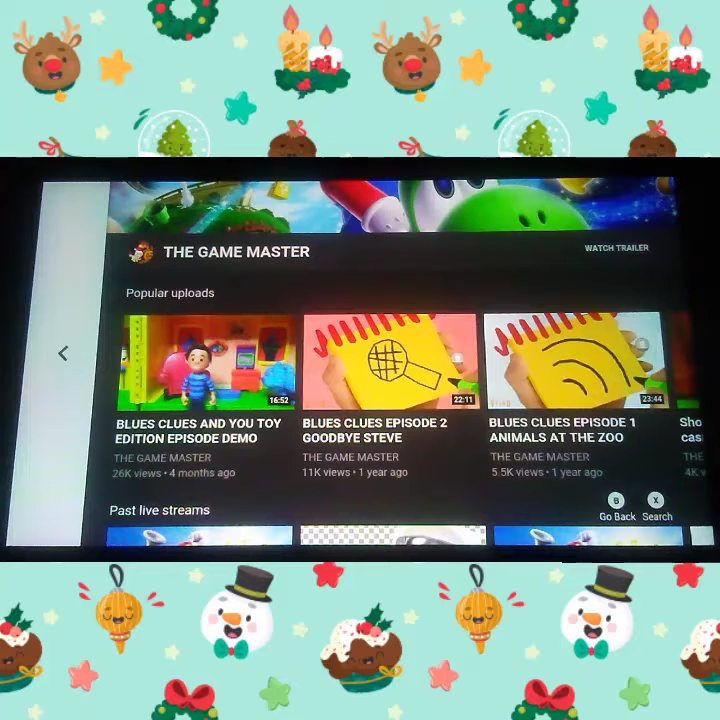 THE GAME MASTER
WATCH TRAILER
Popular uploads
16:52
22:11
23:44
BLUES CLUES AND YOU TOY
EDITION EPISODE DEMO
THE GAME MASTER
26K views • 4 months ago
BLUES CLUES EPISODE 2
GOODBYE STEVE
THE GAME MASTER
11K views • 1 year ago
BLUES CLUES EPISODE 1
ANIMALS AT THE ZOO
THE GAME MASTER
5.5K views • 1 year ago
Sho
cas
THE
4K v
B
X
Go Back
Search
Past live streams